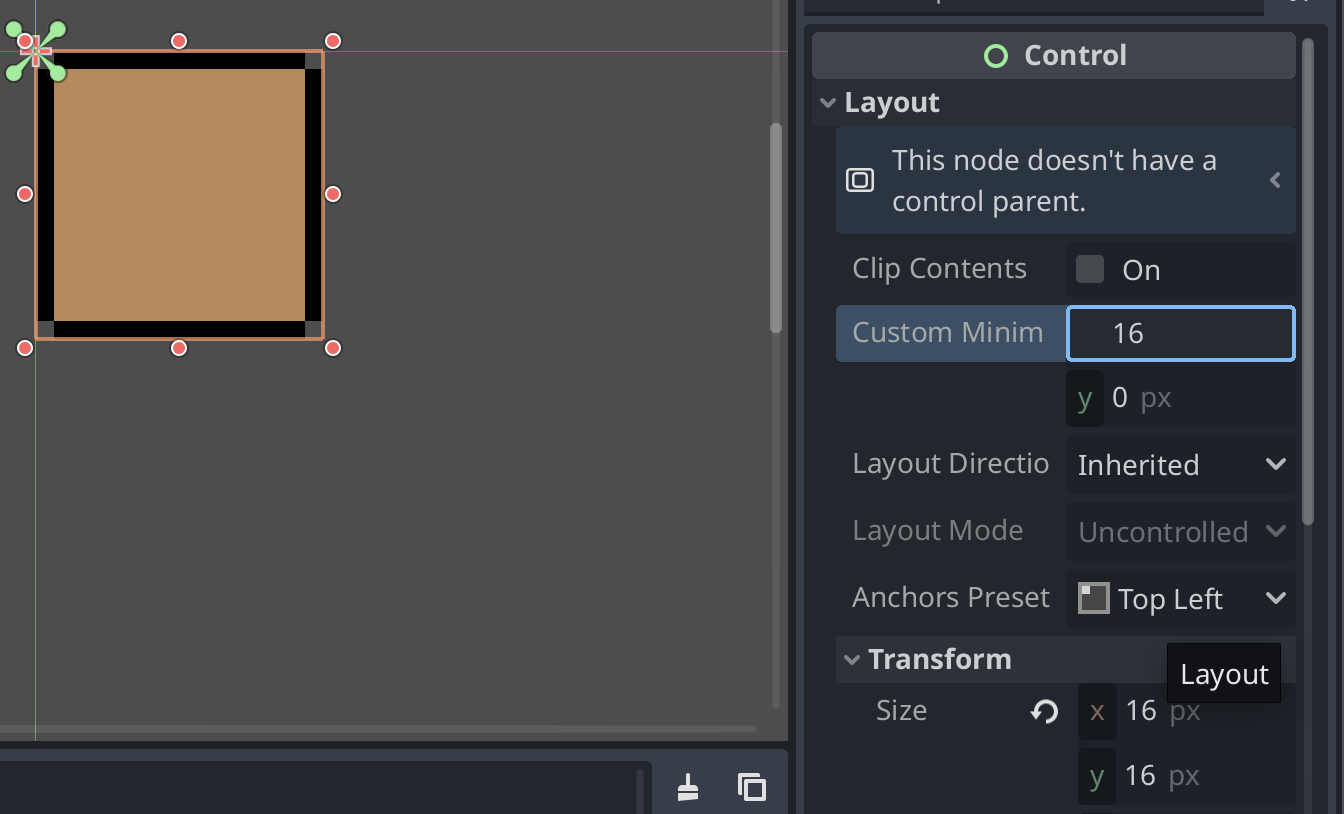 Control
Layout
This node doesn't have a
control parent.
Clip Contents
On
Custom Minim
16
y 0 px
Layout Directio
Inherited
Layout Mode
Uncontrolled
Anchors Preset
Top Left
Transform
Layout
Size
x 16 px
y 16 px